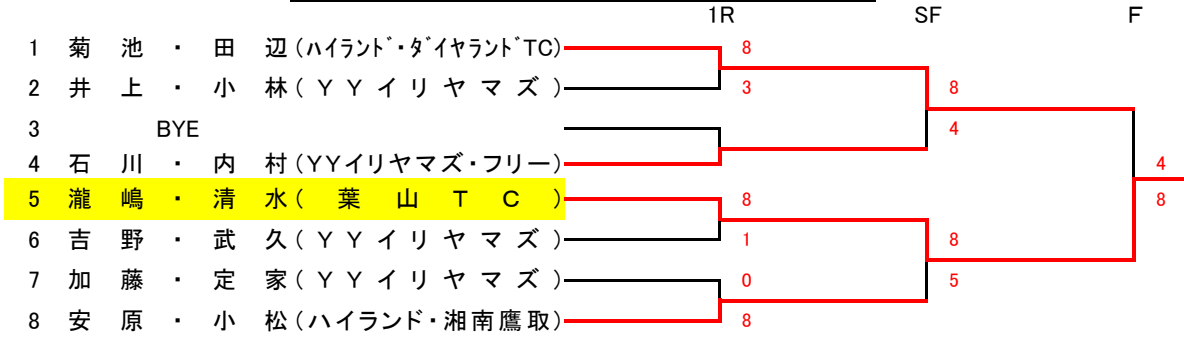 1R SF F
1 菊池・田辺(ハイランド・ダイヤランドTC) 8
2 井上・小林(YYイリヤマズ) 3 8
3 BYE 4
4 石川・内村(YYイリヤマズ・フリー) 4
5 瀧嶋・清水(葉山TC) 8 8
6 吉野・武久(YYイリヤマズ) 1 8
7 加藤・定家(YYイリヤマズ) 0 5
8 安原・小松(ハイランド・湘南鷹取) 8